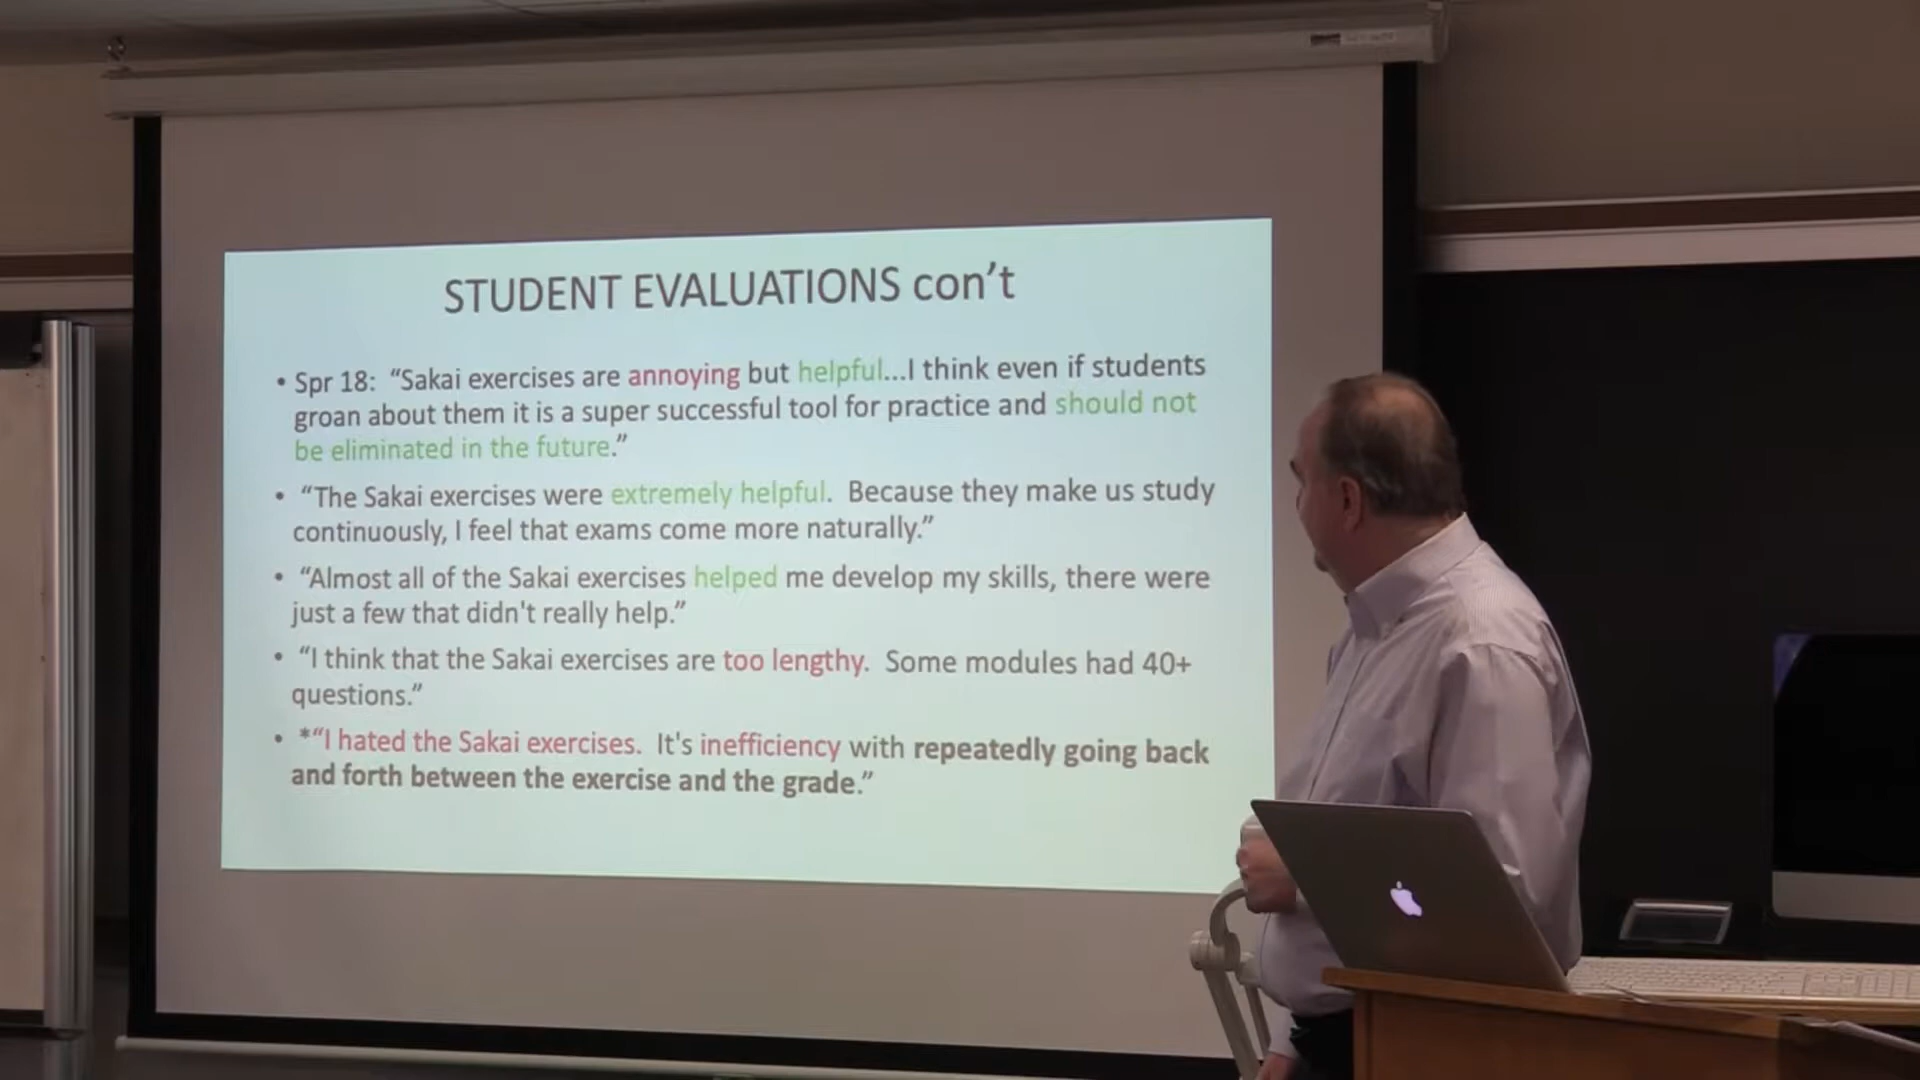 STUDENT EVALUATIONS con’t
• Spr 18: “Sakai exercises are annoying but helpful...I think even if students
groan about them it is a super successful tool for practice and should not
be eliminated in the future.”
• “The Sakai exercises were extremely helpful. Because they make us study
continuously, I feel that exams come more naturally.”
• “Almost all of the Sakai exercises helped me develop my skills, there were
just a few that didn't really help.”
• “I think that the Sakai exercises are too lengthy. Some modules had 40+
questions.”
• *“I hated the Sakai exercises. It's inefficiency with repeatedly going back
and forth between the exercise and the grade.”